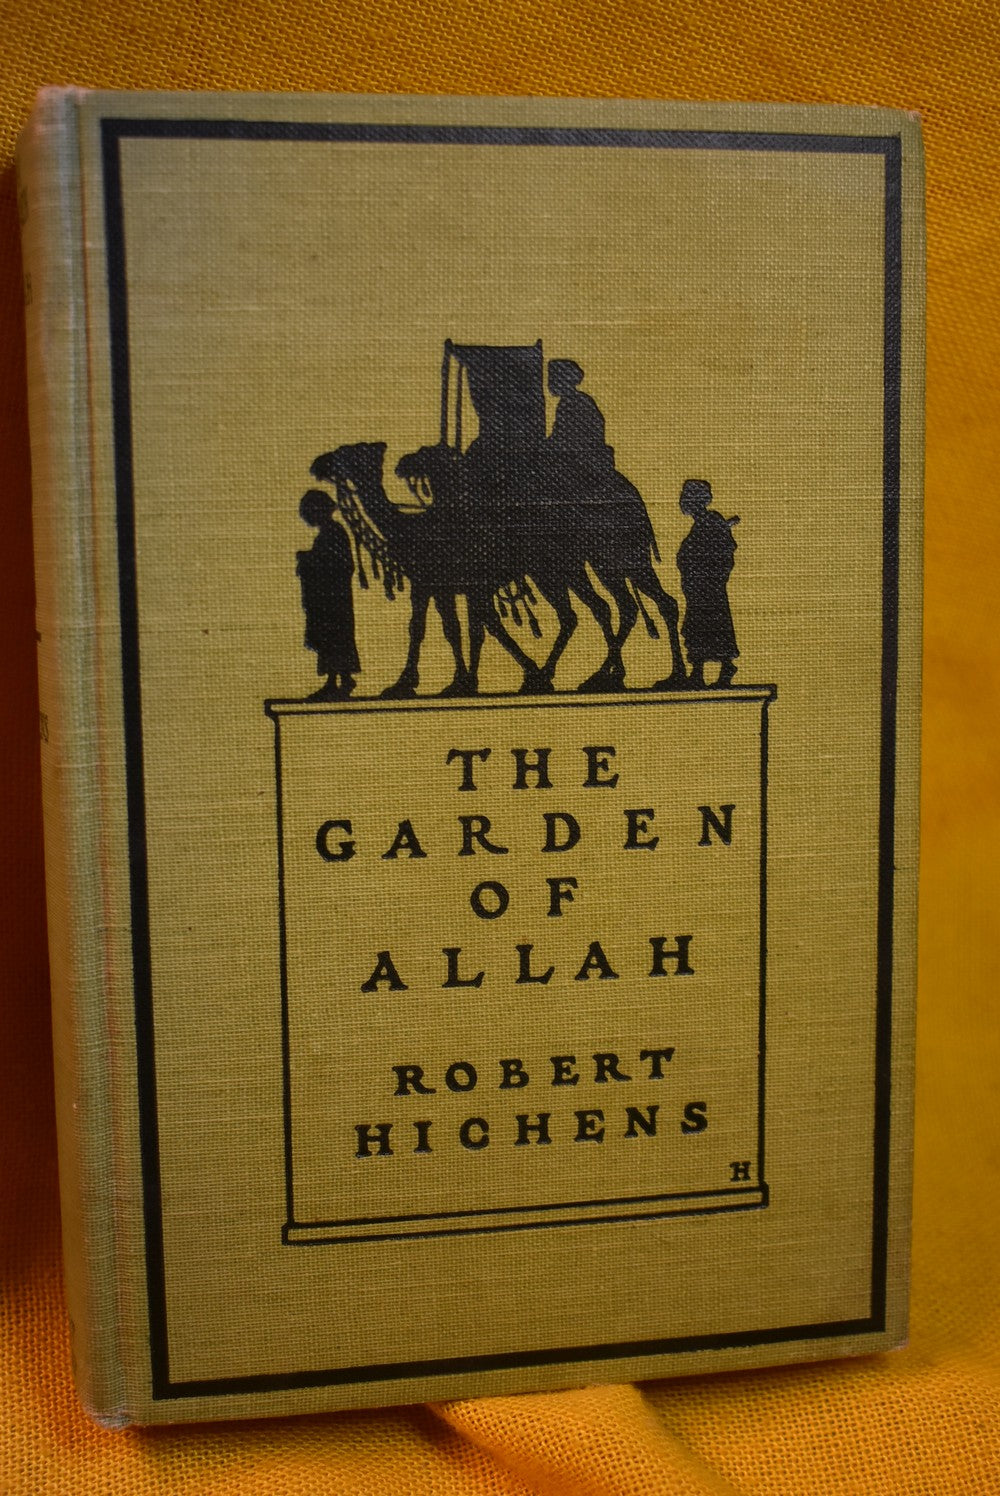 THE
GARDEN
OF
ALLAH
ROBERT
HICHENS
H